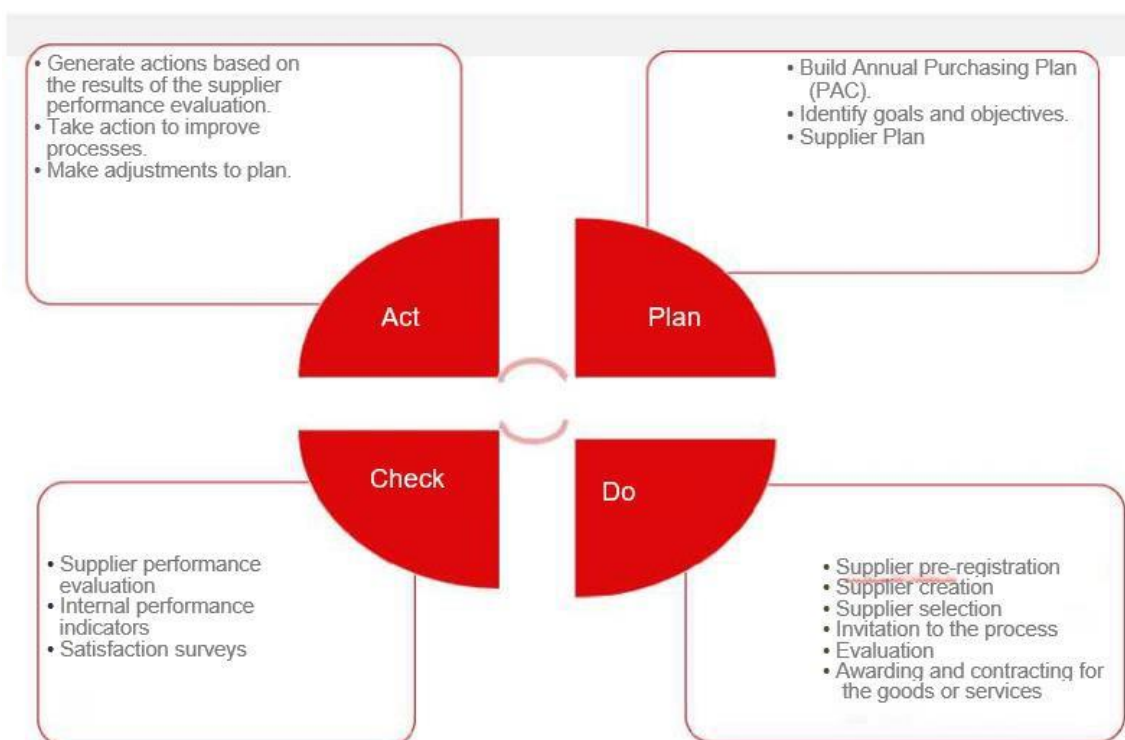 • Generate actions based on
the results of the supplier
performance evaluation.
• Take action to improve
processes.
• Make adjustments to plan.
• Build Annual Purchasing Plan
(PAC).
• Identify goals and objectives.
• Supplier Plan
Act
Plan
Check
Do
• Supplier performance
evaluation
• Internal performance
indicators
• Satisfaction surveys
• Supplier pre-registration
• Supplier creation
• Supplier selection
• Invitation to the process
• Evaluation
• Awarding and contracting for
the goods or services